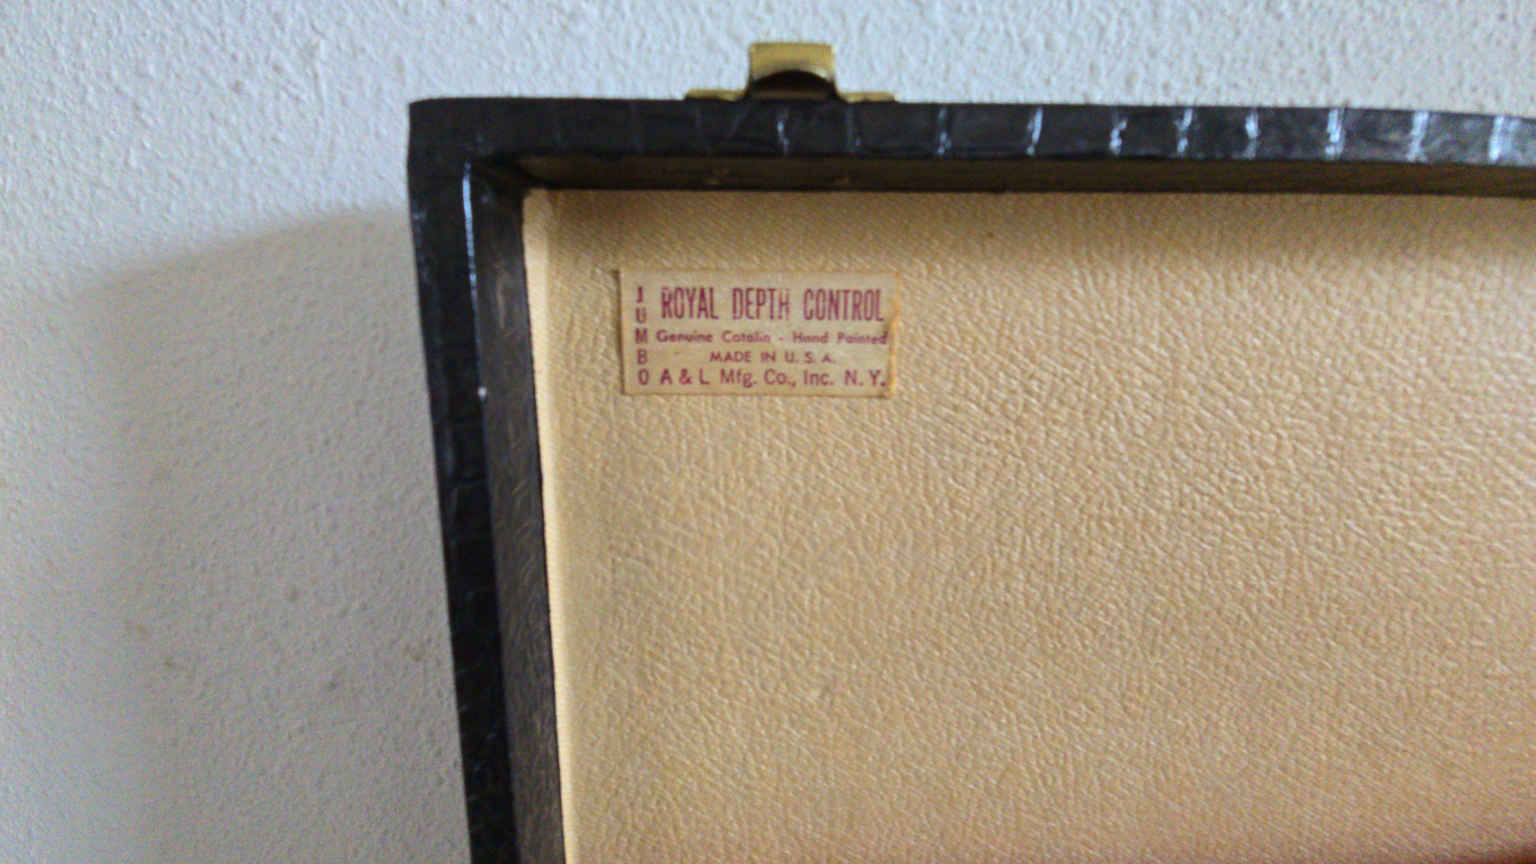 JUMBO
ROYAL DEPTH CONTROL
Genuine Catalin - Hand Painted
MADE IN U. S. A.
A & L Mfg. Co., Inc. N. Y.